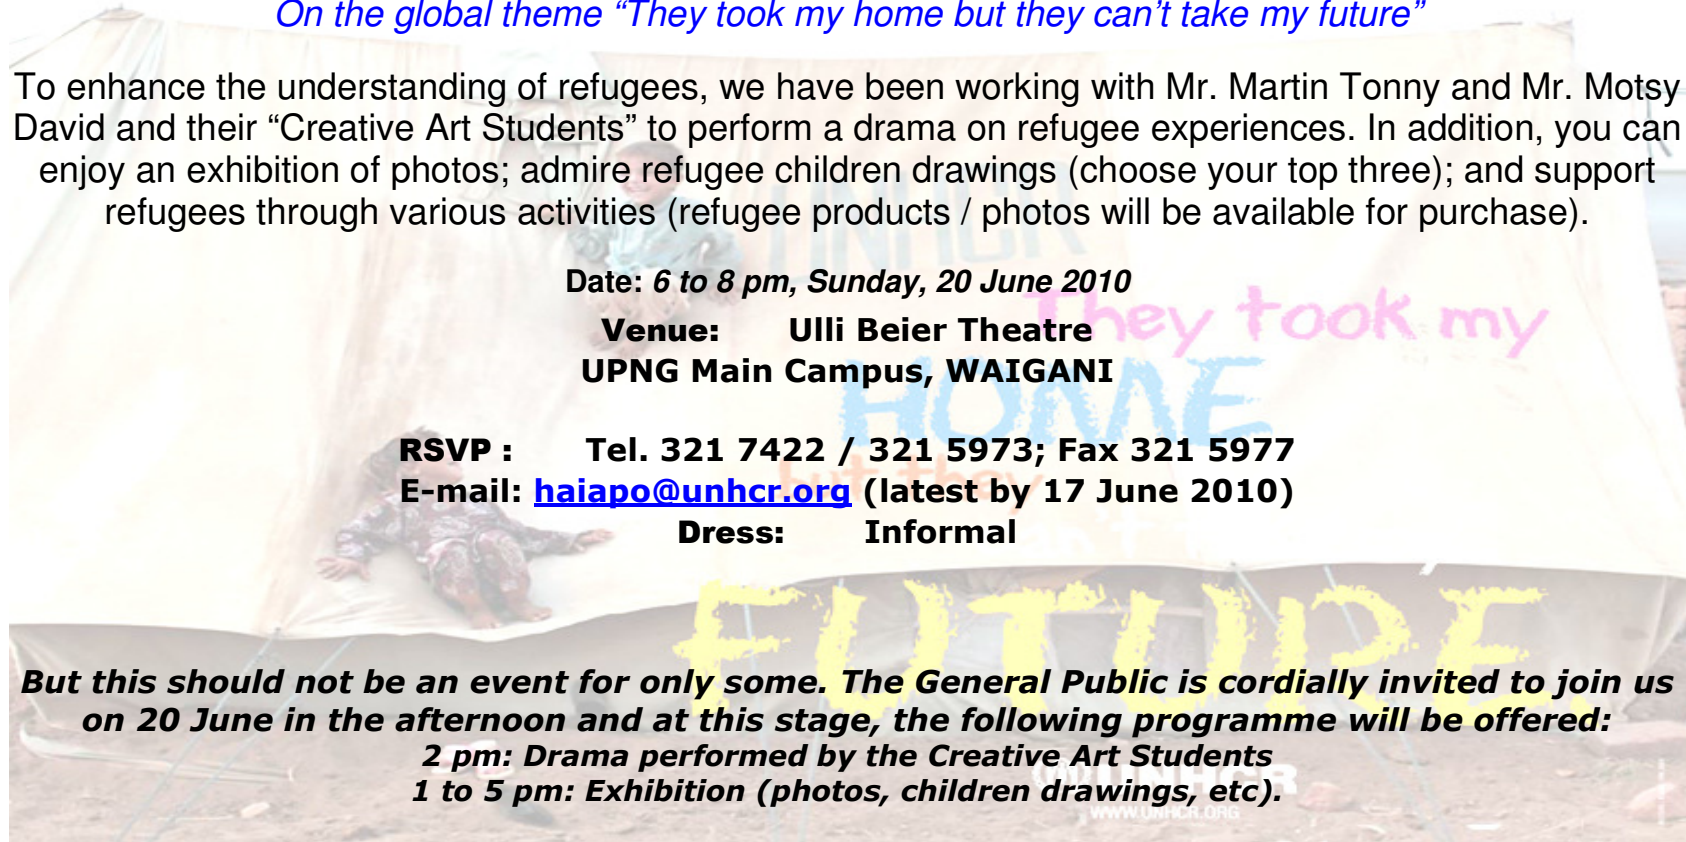 On the global theme “They took my home but they can’t take my future”
To enhance the understanding of refugees, we have been working with Mr. Martin Tonny and Mr. Motsy
David and their “Creative Art Students” to perform a drama on refugee experiences. In addition, you can
enjoy an exhibition of photos; admire refugee children drawings (choose your top three); and support
refugees through various activities (refugee products / photos will be available for purchase).
UNHCR
Date: 6 to 8 pm, Sunday, 20 June 2010
They took my
Venue: Ulli Beier Theatre
UPNG Main Campus, WAIGANI
HOME
RSVP : Tel. 321 7422 / 321 5973; Fax 321 5977
but they
E-mail: haiapo@unhcr.org (latest by 17 June 2010)
Dress: Informal
FUTURE.
But this should not be an event for only some. The General Public is cordially invited to join us
on 20 June in the afternoon and at this stage, the following programme will be offered:
2 pm: Drama performed by the Creative Art Students
1 to 5 pm: Exhibition (photos, children drawings, etc).
UNHCR
WWW.UNHCR.ORG